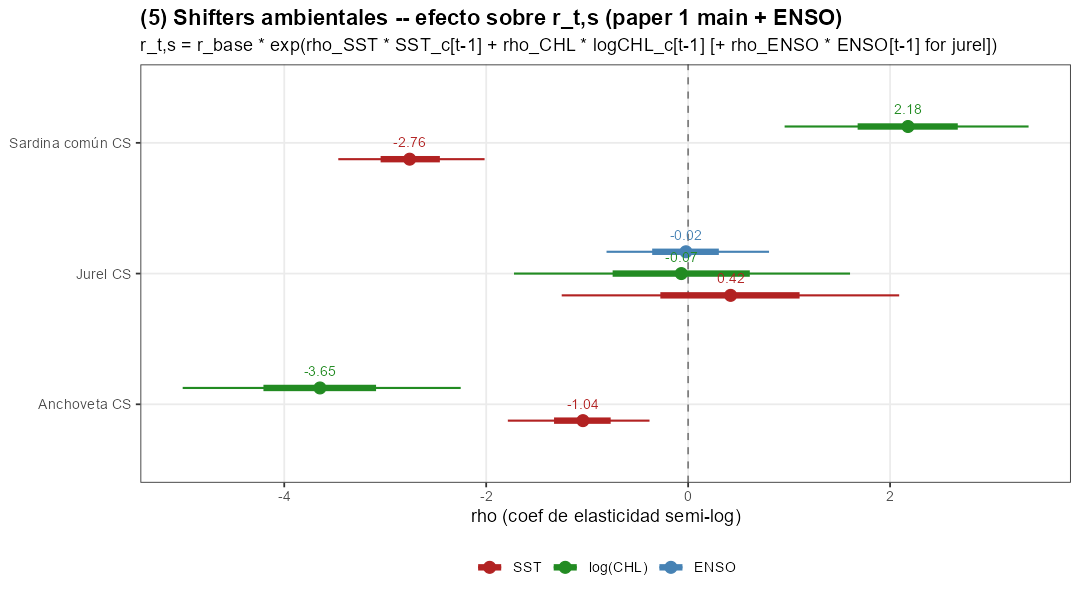 (5) Shifters ambientales -- efecto sobre r_t,s (paper 1 main + ENSO)
r_t,s = r_base * exp(rho_SST * SST_c[t-1] + rho_CHL * logCHL_c[t-1] [+ rho_ENSO * ENSO[t-1] for jurel])
2.18
Sardina común CS
-2.76
-0.02
-0.07
Jurel CS
0.42
-3.65
Anchoveta CS
-1.04
-4 -2 0 2
rho (coef de elasticidad semi-log)
SST log(CHL) ENSO